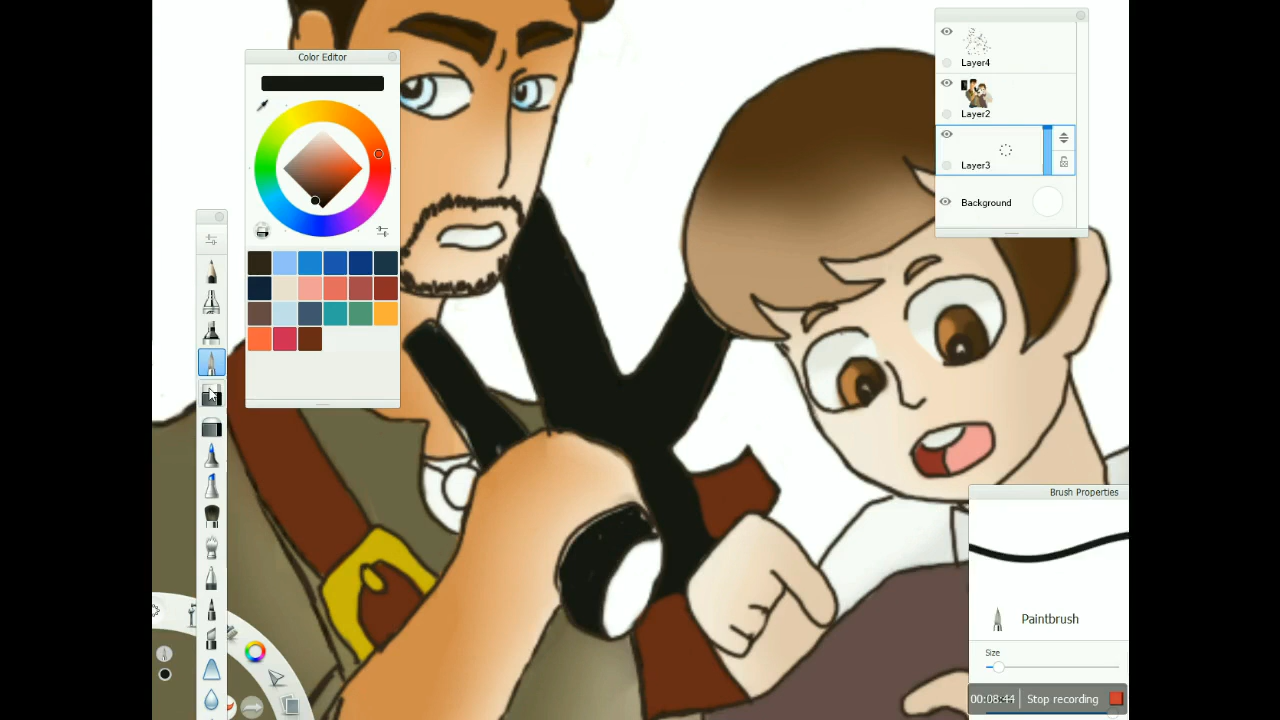 Color Editor
Layer4
Layer2
Layer3
Background
Brush Properties
Paintbrush
Size
00:08:44 Stop recording